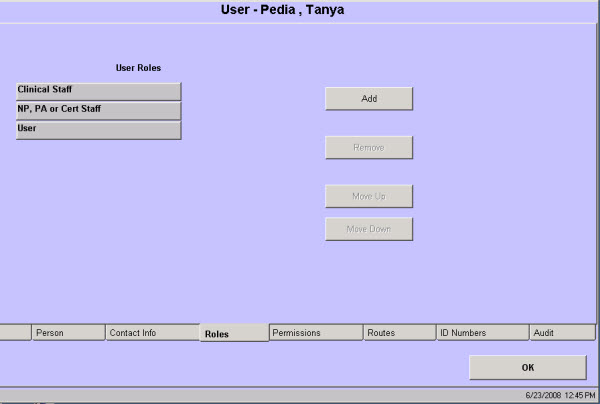 User - Pedia , Tanya
User Roles
Clinical Staff
NP, PA or Cert Staff
User
Add
Remove
Move Up
Move Down
Person
Contact Info
Roles
Permissions
Routes
ID Numbers
Audit
OK
6/23/2008 12:45 PM